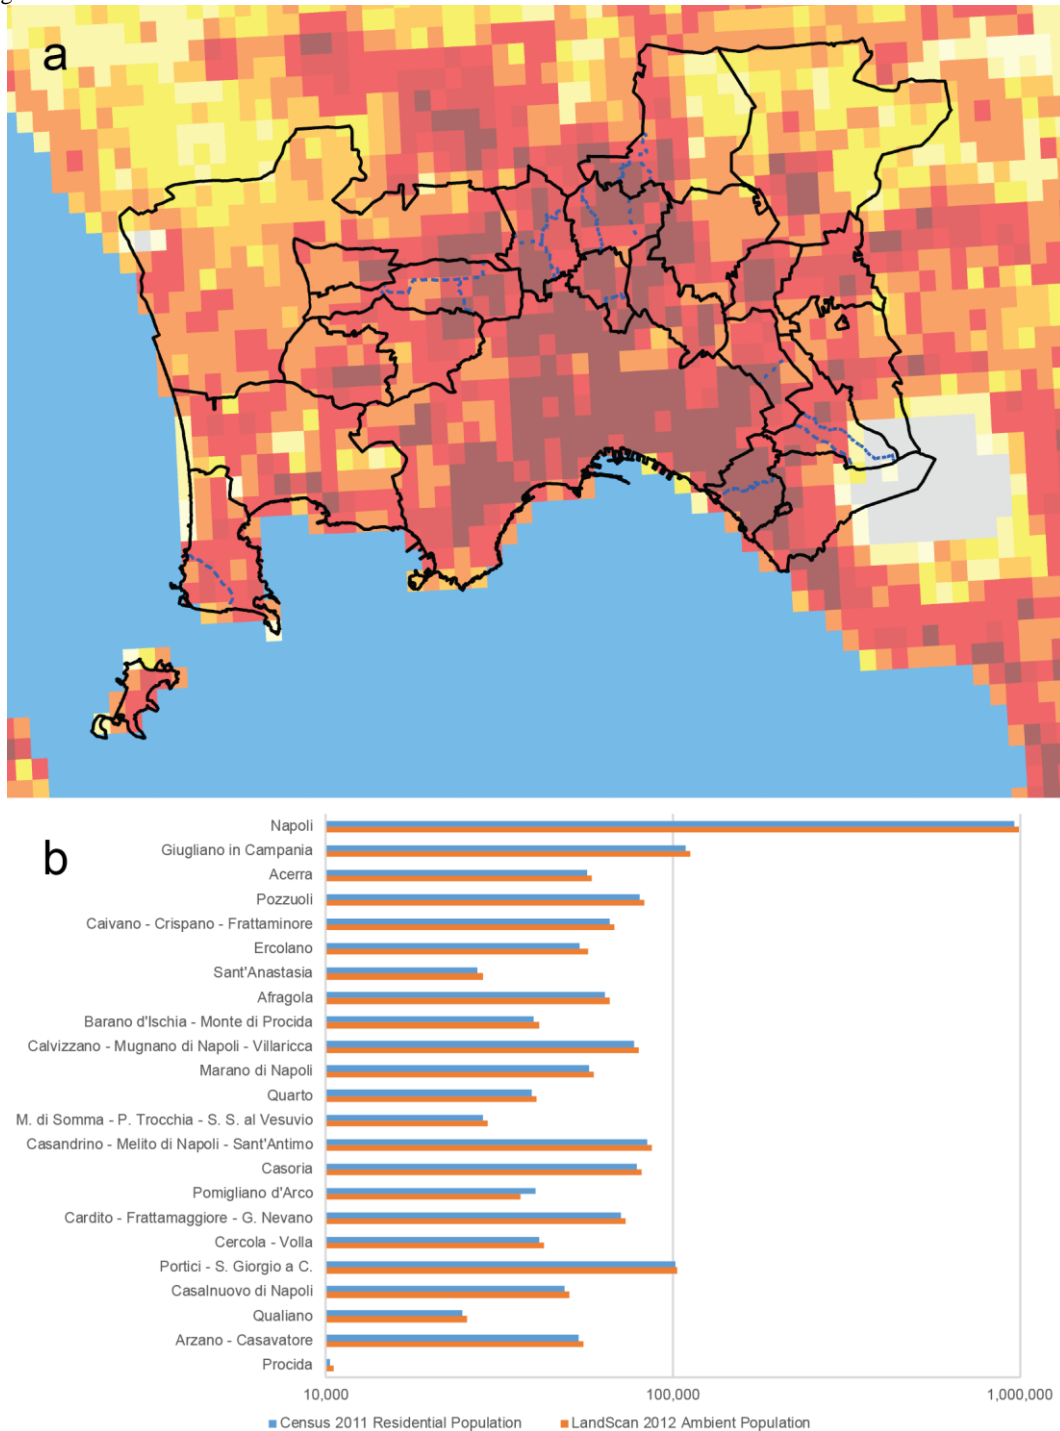 g
a
b
Napoli
Giugliano in Campania
Acerra
Pozzuoli
Caivano - Crispano - Frattaminore
Ercolano
Sant'Anastasia
Afragola
Barano d'Ischia - Monte di Procida
Calvizzano - Mugnano di Napoli - Villaricca
Marano di Napoli
Quarto
M. di Somma - P. Trocchia - S. S. al Vesuvio
Casandrino - Melito di Napoli - Sant'Antimo
Casoria
Pomigliano d'Arco
Cardito - Frattamaggiore - G. Nevano
Cercola - Volla
Portici - S. Giorgio a C.
Casalnuovo di Napoli
Qualiano
Arzano - Casavatore
Procida
10,000 100,000 1,000,000
Census 2011 Residential Population LandScan 2012 Ambient Population